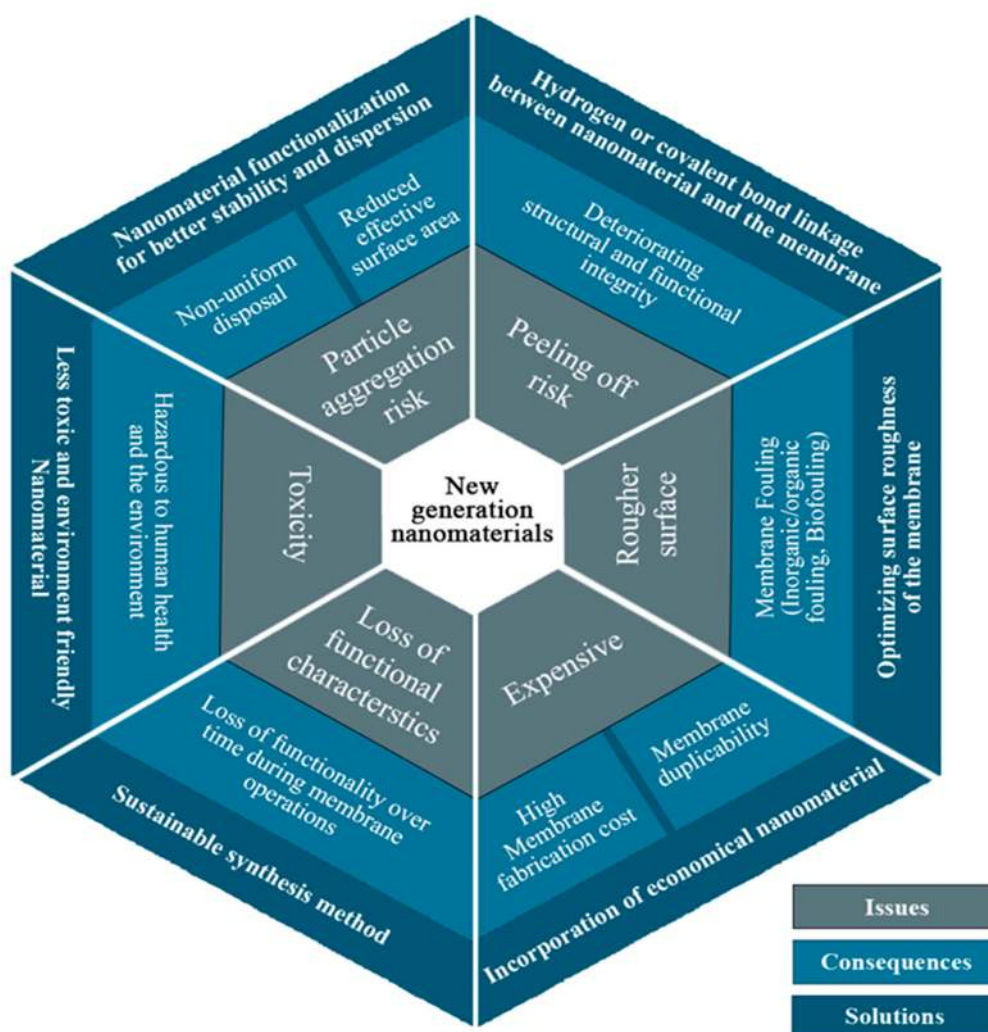 Nanomaterial functionalization
for better stability and dispersion
Non-uniform
disposal
Reduced
effective
surface area
Particle
aggregation
risk
Hydrogen or covalent bond linkage
between nanomaterial and the membrane
Deteriorating
structural and functional
integrity
Peeling off
risk
Optimizing surface roughness
of the membrane
Membrane Fouling
(Inorganic/organic
fouling, Biofouling)
Rougher
surface
Incorporation of economical nanomaterial
Membrane
duplicability
High
Membrane
fabrication cost
Expensive
Sustainable synthesis method
Loss of functionality over
time during membrane
operations
Loss of
functional
characterstics
Less toxic and environment friendly
Nanomaterial
Hazardous to human health
and the environment
Toxicity
New
generation
nanomaterials
Issues
Consequences
Solutions